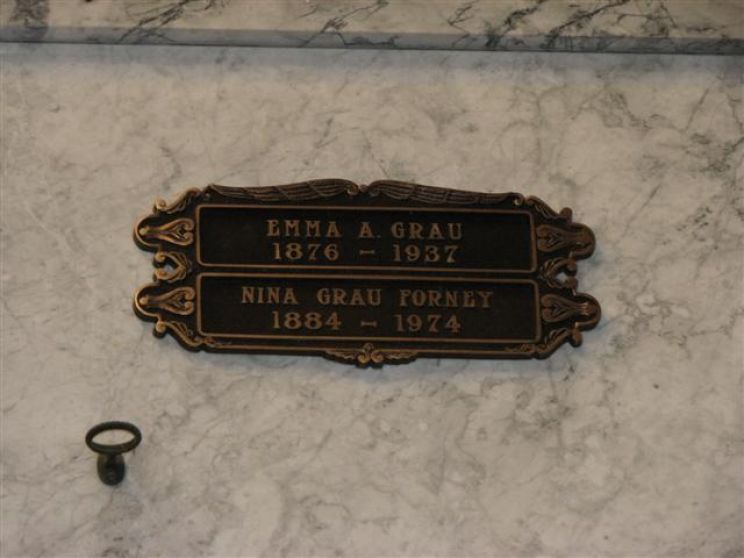 EMMA A. GRAU
1876 – 1937
NINA GRAU FORNEY
1884 – 1974